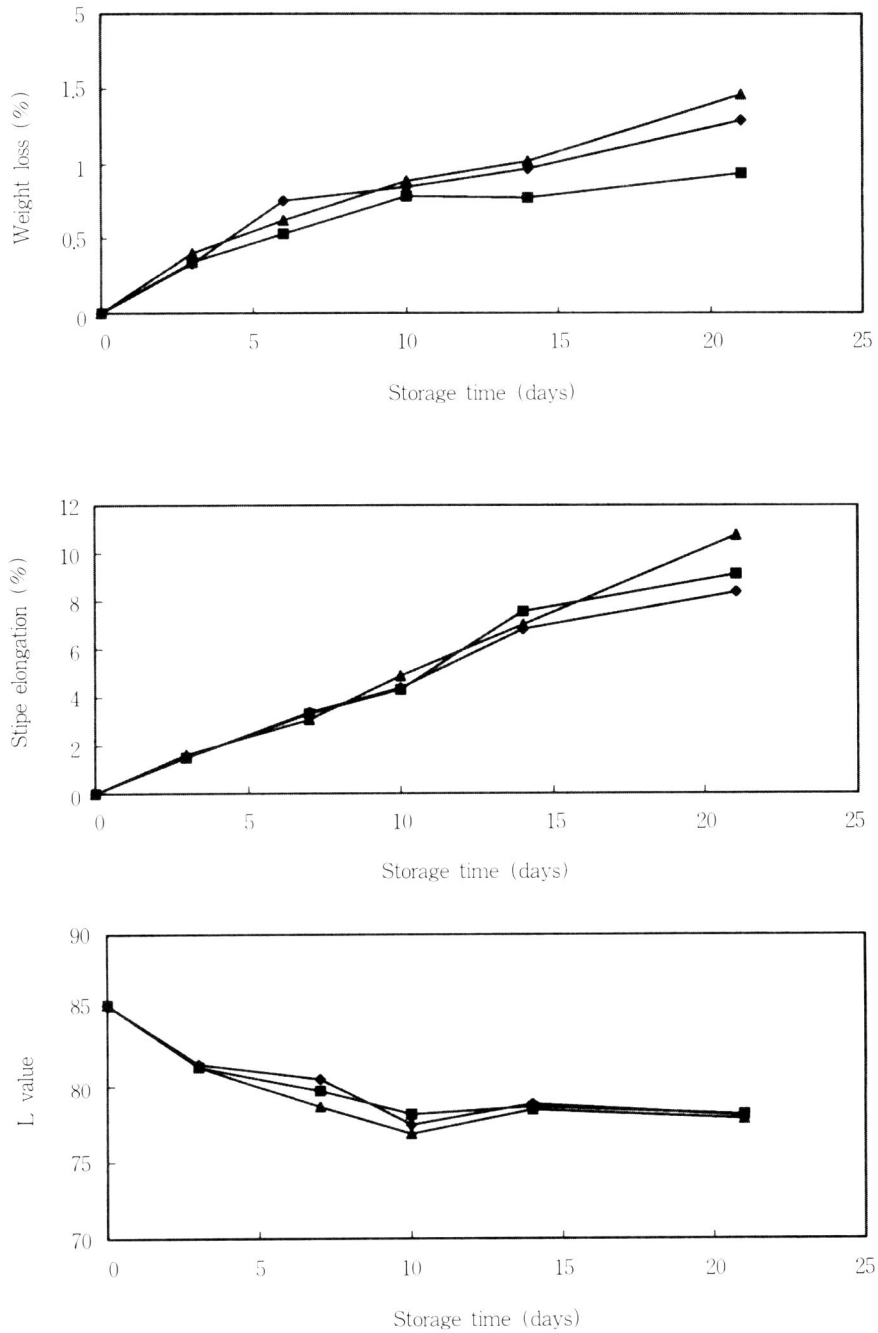 5
1.5
1
0.5
0
Weight loss (%)
0 5 10 15 20 25
Storage time (days)
12
10
8
6
4
2
0
Stipe elongation (%)
0 5 10 15 20 25
Storage time (days)
90
85
80
75
70
L value
0 5 10 15 20 25
Storage time (days)